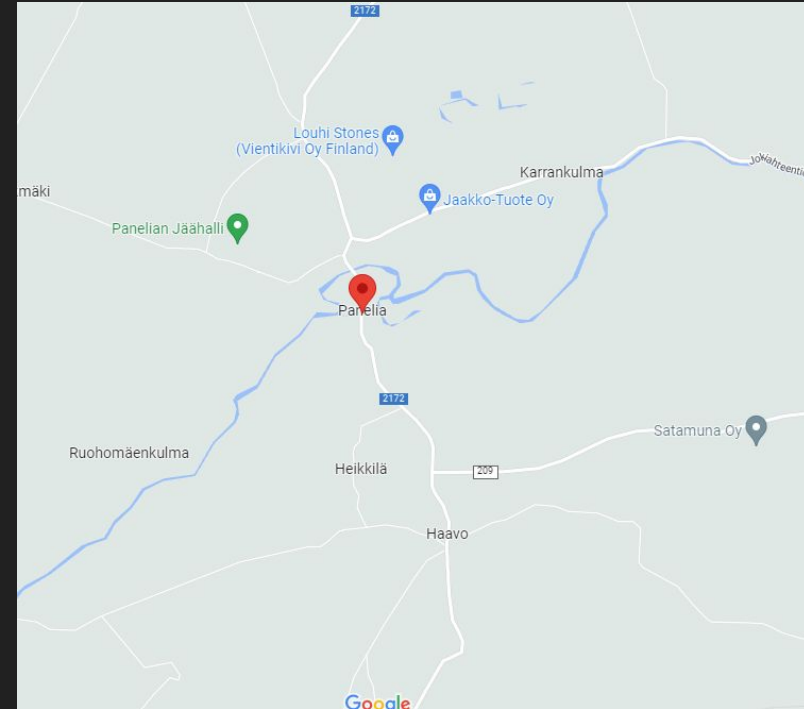 2172
Louhi Stones
(Vientikivi Oy Finland)
Karrankulma
mäki
Jaakko-Tuote Oy
Panelian Jäähalli
Panelia
2172
Satamuna Oy
Ruohomäenkulma
Heikkilä
209
Haavo
Google